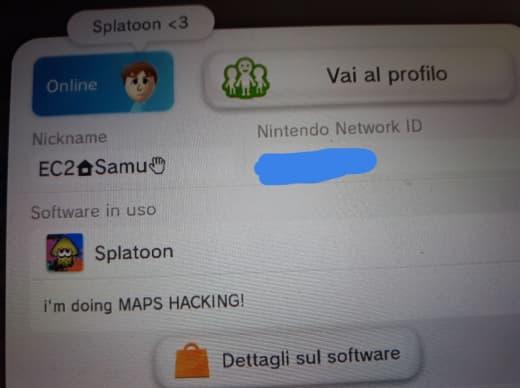 Splatoon <3
Online
Vai al profilo
Nickname
Nintendo Network ID
EC2🏠Samu🖐
Software in uso
Splatoon
i'm doing MAPS HACKING!
Dettagli sul software